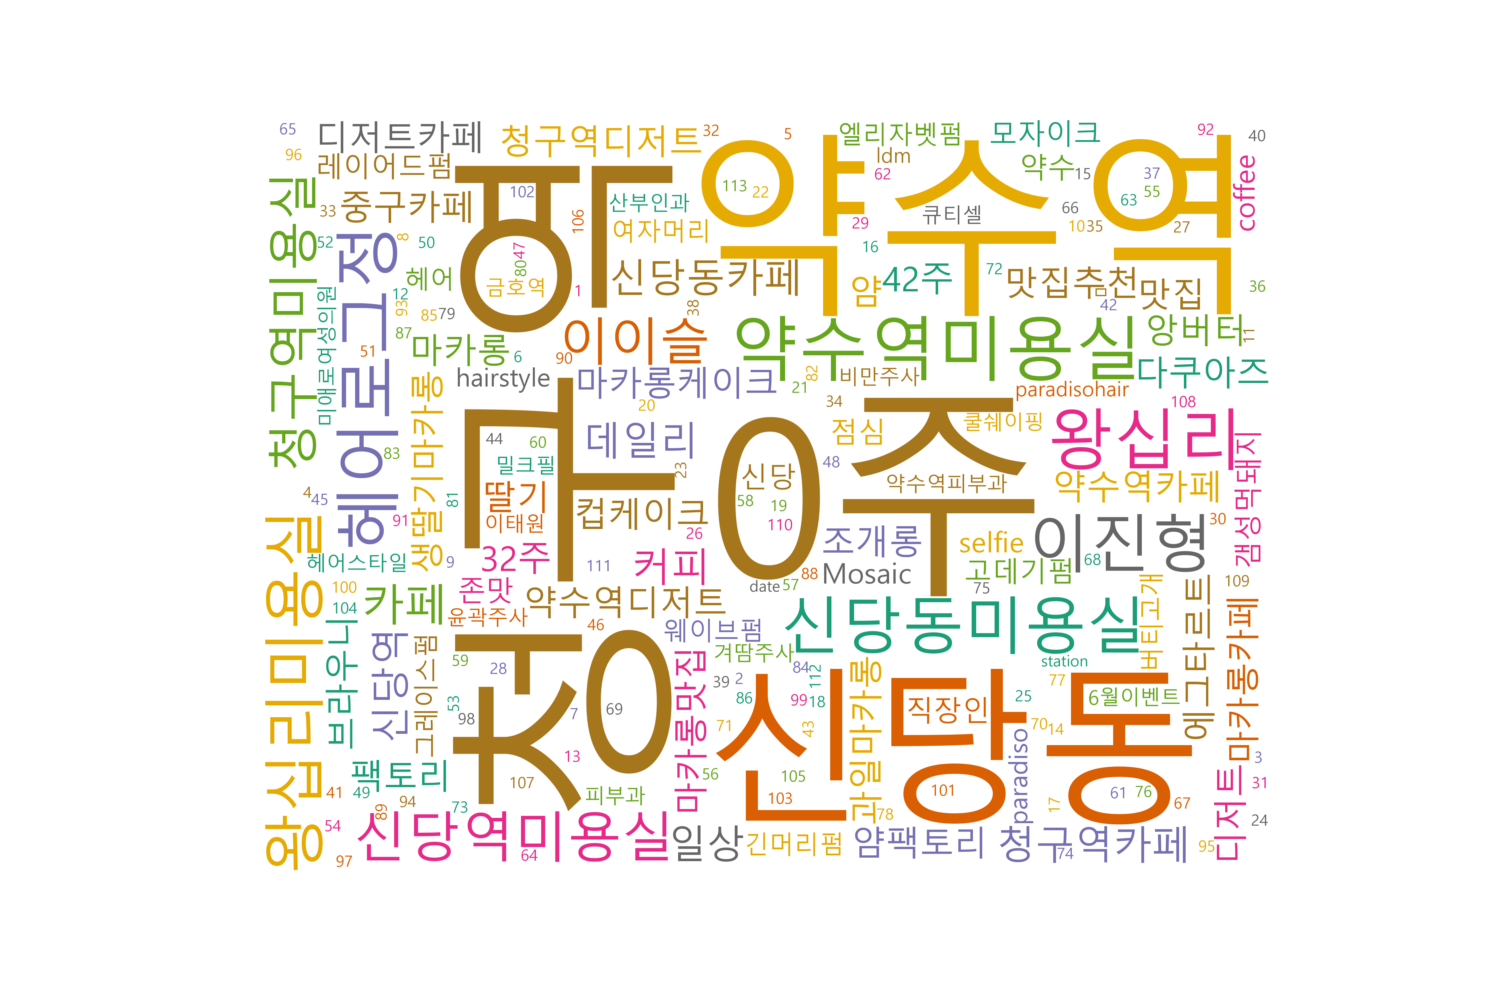 65
디저트카페
청구역디저트
32
5
엘리자벳펌
모자이크
92
40
96
레이어드펌
ldm
약수
15
37
coffee
약수역
청구역
102
113
22
62
63
55
33
중구카페
산부인과
106
큐티셀
66
29
10
35
27
52
8
50
여자머리
16
47
80
청구역미용실
헤어로그정
헤어
금호역
1
신당동카페
얌
42주
72
맛집추천
금
맛집
36
미애로여성의원
12
93
85
79
38
42
87
51
마카롱
6
이이슬
90
약수역미용실
앙버터
11
hairstyle
마카롱케이크
21
82
비만주사
paradisohair
다쿠아즈
생딸기마카롱
20
34
0주
쿨쉐이핑
108
44
60
데일리
점심
왕십리
83
밀크필
23
신당
48
약수역피부과
약수역카페
갬성먹돼지
4
45
81
딸기
58
19
91
이태원
컵케이크
110
30
왕십리미용실
26
조개롱
selfie
이진형
헤어스타일
9
32주
111
커피
88
Mosaic
고데기펌
68
100
카페
존맛
date
57
75
버티고개
109
104
윤곽주사
약수역디저트
46
웨이브펌
신당동미용실
에그타르트
마카롱카페
브라우니
신당역
그레이스펌
59
28
겨땀주사
84
station
39
2
112
77
53
마카롱맛집
86
99
18
과일마카롱
신당동
직장인
25
6월이벤트
98
7
69
71
43
70
14
13
paradiso
3
팩토리
107
56
105
디저트
31
41
49
94
73
89
피부과
103
101
17
61
76
67
54
78
24
97
신당역미용실
64
일상
긴머리펌
얌팩토리
청구역카페
74
95